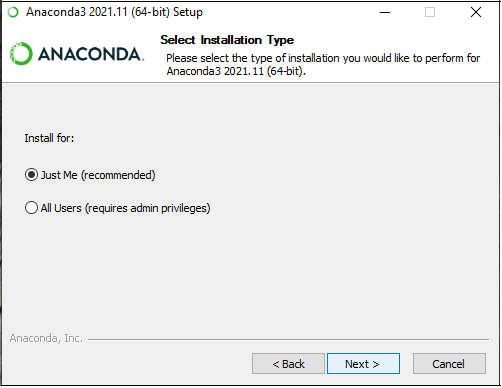 Anaconda3 2021.11 (64-bit) Setup
Select Installation Type
ANACONDA.
Please select the type of installation you would like to perform for
Anaconda3 2021.11 (64-bit).
Install for:
Just Me (recommended)
All Users (requires admin privileges)
Anaconda, Inc.
< Back
Next >
Cancel